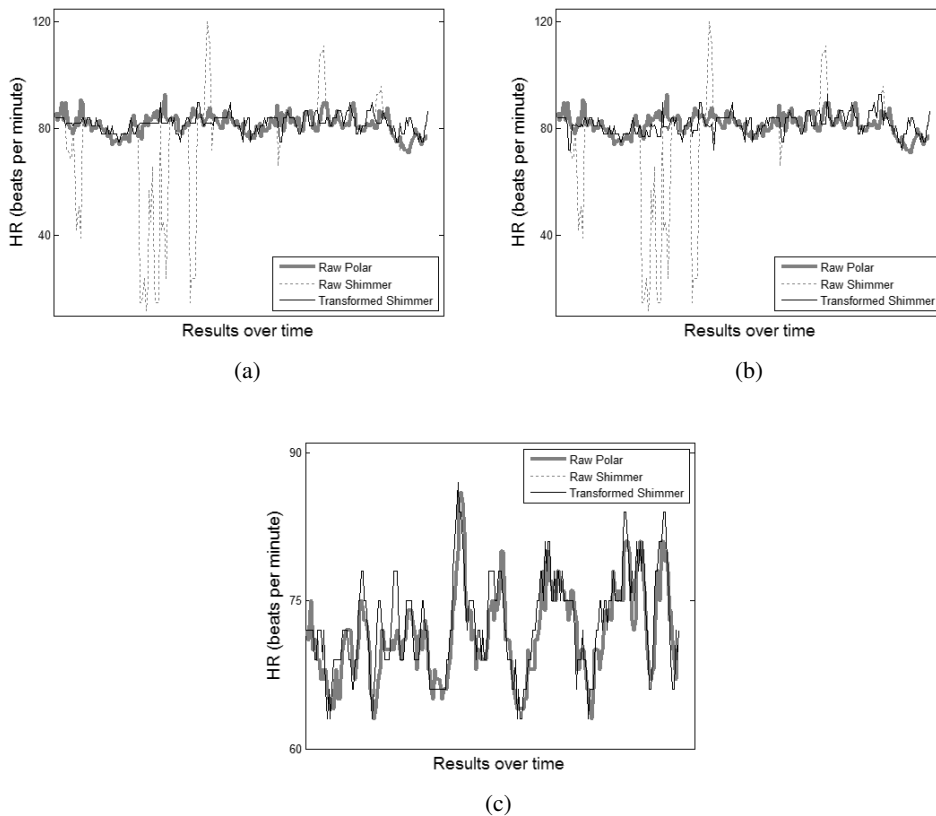 120
80
40
HR (beats per minute)
Raw Polar
Raw Shimmer
Transformed Shimmer
Results over time
(a)
120
80
40
HR (beats per minute)
Raw Polar
Raw Shimmer
Transformed Shimmer
Results over time
(b)
90
75
60
HR (beats per minute)
Raw Polar
Raw Shimmer
Transformed Shimmer
Results over time
(c)